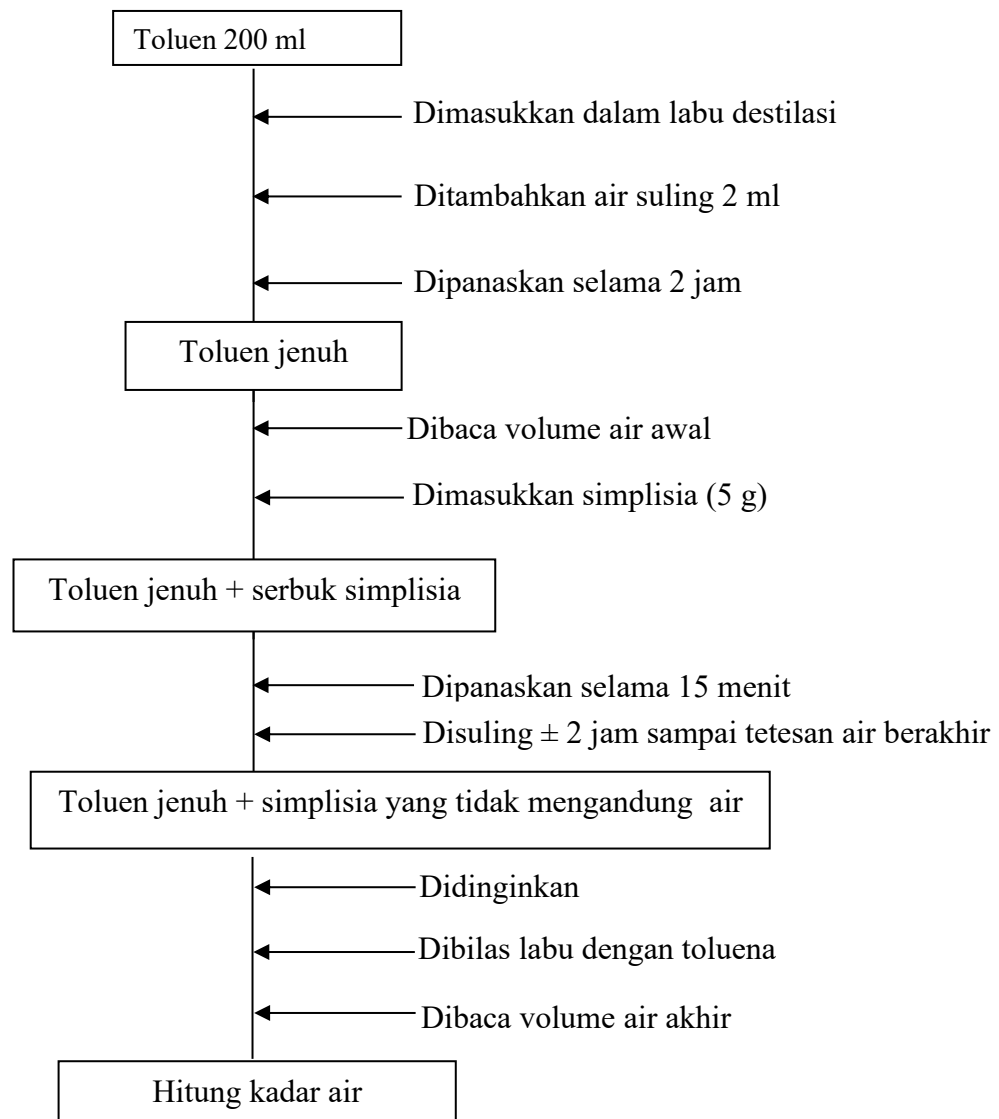 Toluen 200 ml
Dimasukkan dalam labu destilasi
Ditambahkan air suling 2 ml
Dipanaskan selama 2 jam
Toluen jenuh
Dibaca volume air awal
Dimasukkan simplisia (5 g)
Toluen jenuh + serbuk simplisia
Dipanaskan selama 15 menit
Disuling ± 2 jam sampai tetesan air berakhir
Toluen jenuh + simplisia yang tidak mengandung air
Didinginkan
Dibilas labu dengan toluena
Dibaca volume air akhir
Hitung kadar air